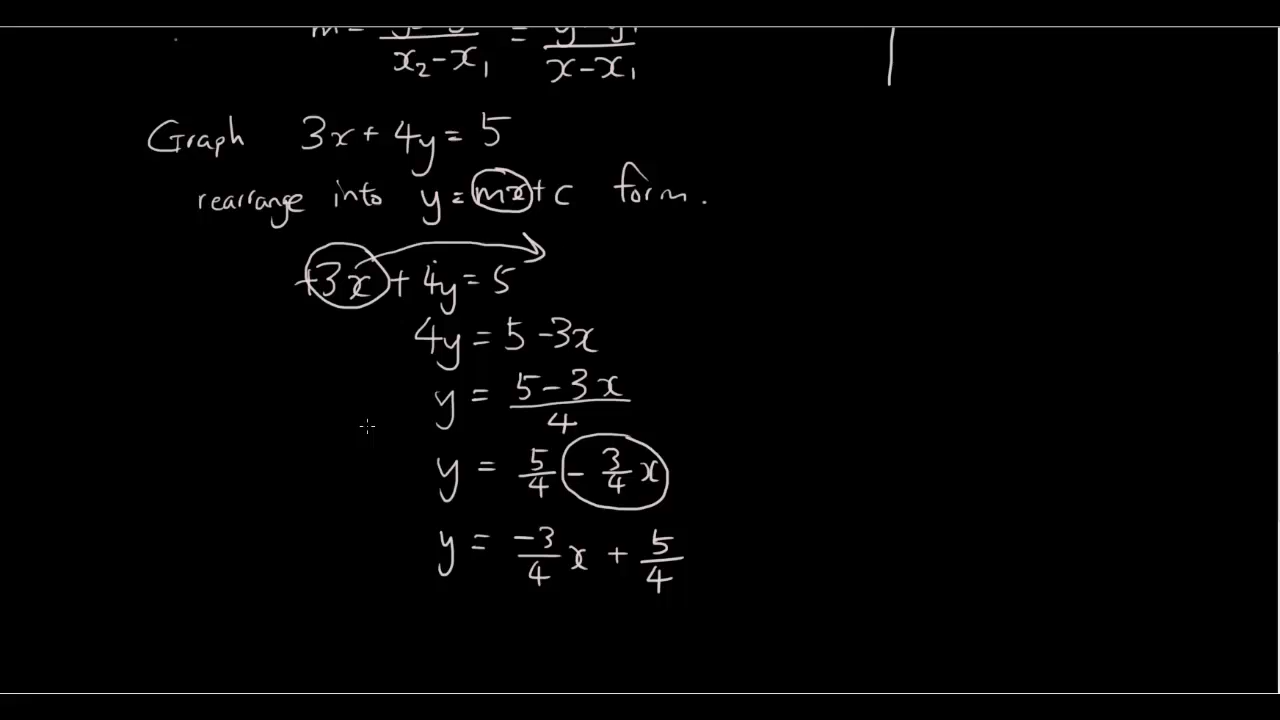 m = y - y / x₂ - x₁ = y - y₁ / x - x₁
Graph 3x + 4y = 5
rearrange into y = mx + c form.
+3x + 4y = 5
4y = 5 - 3x
y = (5 - 3x) / 4
y = 5/4 - 3/4 x
y = -3/4 x + 5/4